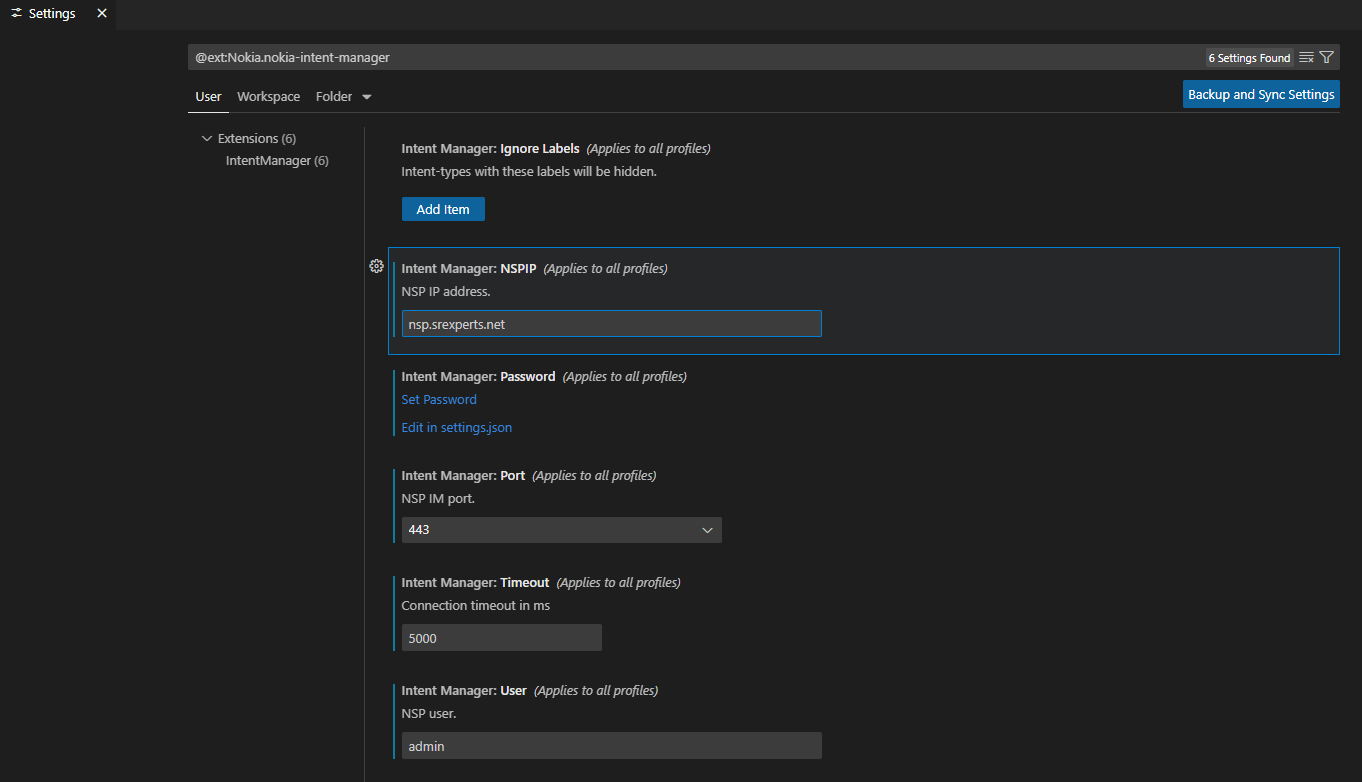 Settings
@ext:Nokia.nokia-intent-manager
6 Settings Found
User Workspace Folder
Backup and Sync Settings
Extensions (6)
IntentManager (6)
Intent Manager: Ignore Labels (Applies to all profiles)
Intent-types with these labels will be hidden.
Add Item
Intent Manager: NSPIP (Applies to all profiles)
NSP IP address.
nsp.srexperts.net
Intent Manager: Password (Applies to all profiles)
Set Password
Edit in settings.json
Intent Manager: Port (Applies to all profiles)
NSP IM port.
443
Intent Manager: Timeout (Applies to all profiles)
Connection timeout in ms
5000
Intent Manager: User (Applies to all profiles)
NSP user.
admin